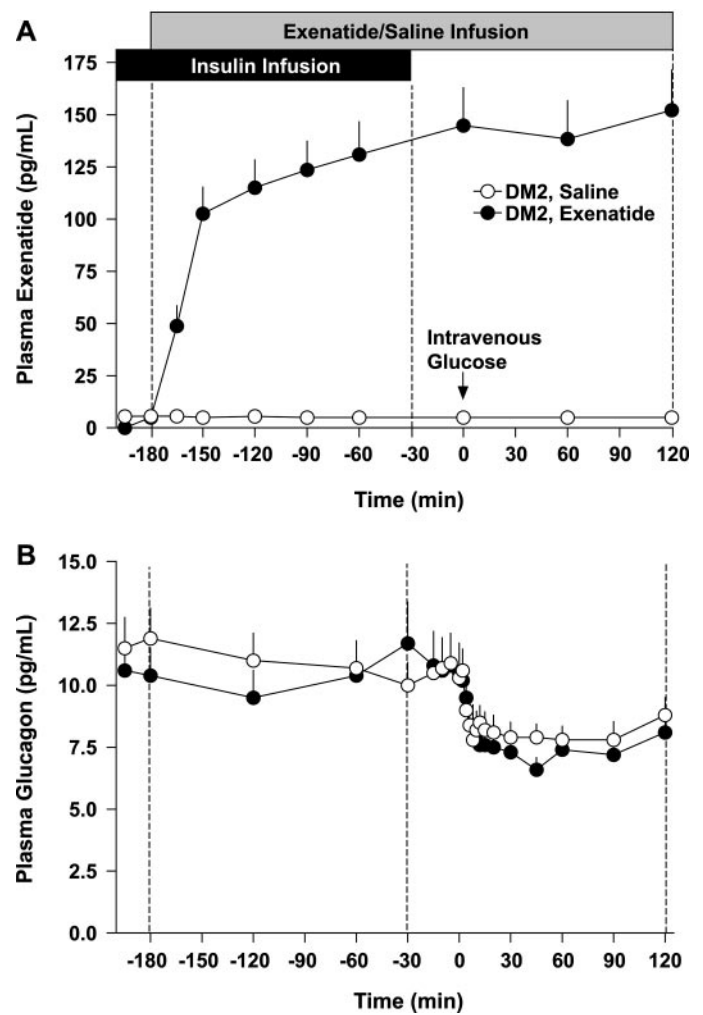 A
Exenatide/Saline Infusion
Insulin Infusion
175
150
125
100
75
50
25
0
Plasma Exenatide (pg/mL)
DM2, Saline
DM2, Exenatide
Intravenous
Glucose
-180 -150 -120 -90 -60 -30 0 30 60 90 120
Time (min)
B
15.0
12.5
10.0
7.5
5.0
2.5
0.0
Plasma Glucagon (pg/mL)
-180 -150 -120 -90 -60 -30 0 30 60 90 120
Time (min)